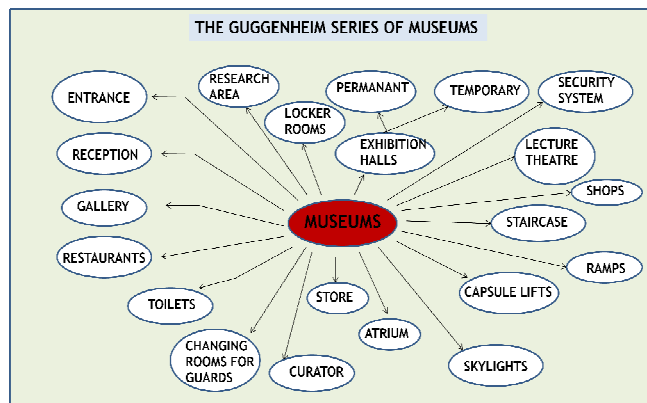 THE GUGGENHEIM SERIES OF MUSEUMS
ENTRANCE
RESEARCH
AREA
LOCKER
ROOMS
PERMANANT
TEMPORARY
SECURITY
SYSTEM
RECEPTION
EXHIBITION
HALLS
LECTURE
THEATRE
GALLERY
MUSEUMS
SHOPS
STAIRCASE
RESTAURANTS
RAMPS
TOILETS
STORE
CAPSULE LIFTS
ATRIUM
CHANGING
ROOMS FOR
GUARDS
CURATOR
SKYLIGHTS